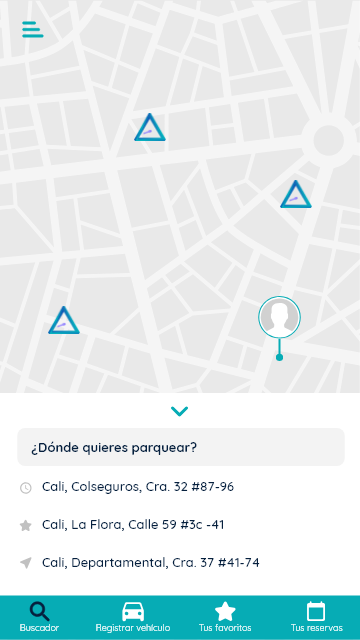 ¿Dónde quieres parquear?
Cali, Colseguros, Cra. 32 #87-96
Cali, La Flora, Calle 59 #3c -41
Cali, Departamental, Cra. 37 #41-74
Buscador
Registrar vehículo
Tus favoritos
Tus reservas